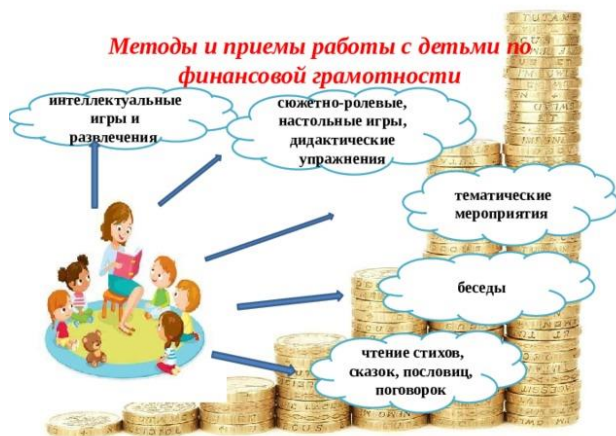 Методы и приемы работы с детьми по
финансовой грамотности
интеллектуальные
игры и
развлечения
сюжетно-ролевые,
настольные игры,
дидактические
упражнения
тематические
мероприятия
беседы
чтение стихов,
сказок, пословиц,
поговорок